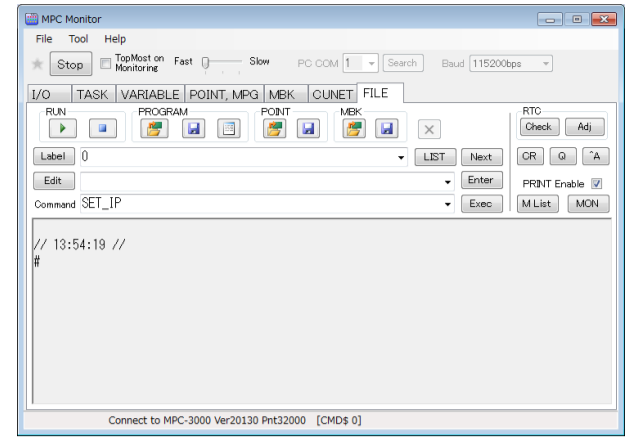 MPC Monitor
File Tool Help
Stop TopMost on Monitoring Fast Slow PC COM 1 Search Baud 115200bps
I/O TASK VARIABLE POINT, MPG MBK CUNET FILE
RUN PROGRAM POINT MBK RTC
Check Adj
Label 0 LIST Next CR Q ^A
Edit Enter PRINT Enable
Command SET_IP Exec M List MON
// 13:54:19 //
#
Connect to MPC-3000 Ver20130 Pnt32000 [CMD$ 0]